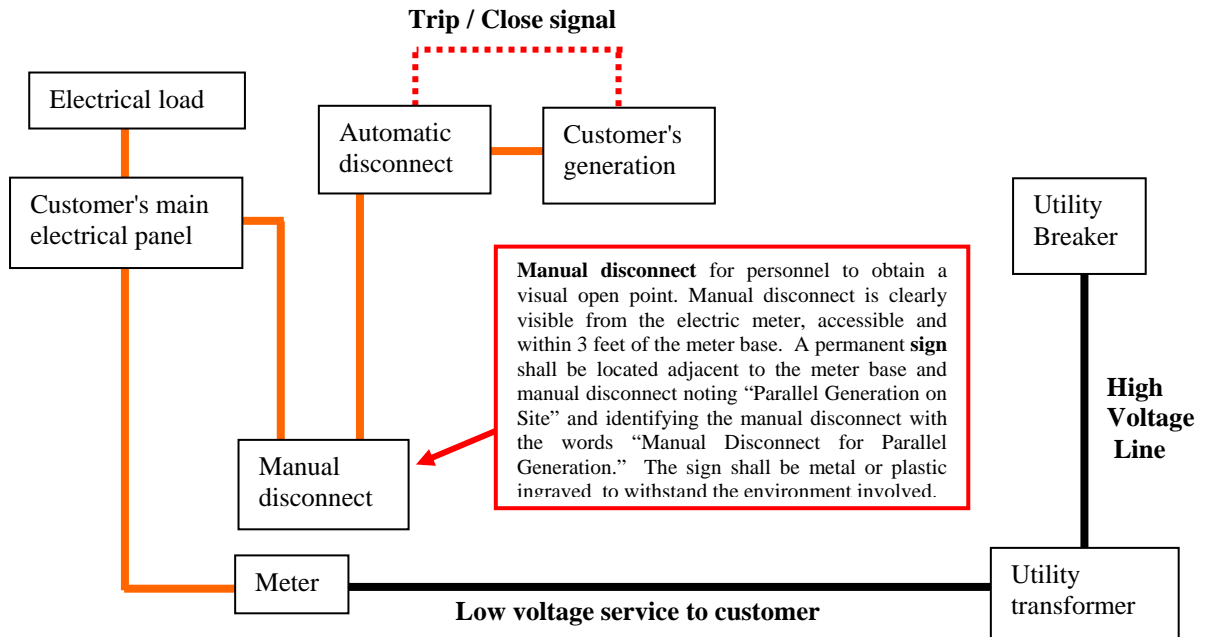 Trip / Close signal
Electrical load
Automatic
disconnect
Customer's
generation
Customer's main
electrical panel
Utility
Breaker
Manual disconnect for personnel to obtain a
visual open point. Manual disconnect is clearly
visible from the electric meter, accessible and
within 3 feet of the meter base. A permanent sign
shall be located adjacent to the meter base and
manual disconnect noting “Parallel Generation on
Site” and identifying the manual disconnect with
the words “Manual Disconnect for Parallel
Generation.” The sign shall be metal or plastic
ingraved to withstand the environment involved.
High
Voltage
Line
Manual
disconnect
Meter
Low voltage service to customer
Utility
transformer